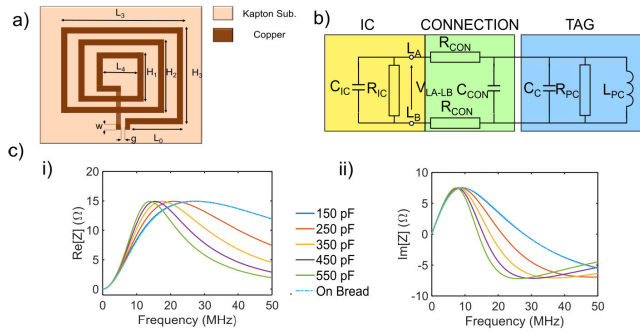 a)
Kapton Sub.
Copper
L3
L4
H1
H2
H3
w
g
L0
b)
IC
CONNECTION
TAG
LA
RCON
CIC
RIC
VLA-LB
CCON
CC
RPC
LPC
LB
RCON
c)
i)
Re[Z] (Ω)
20
15
10
5
0
0
10
20
30
40
50
Frequency (MHz)
150 pF
250 pF
350 pF
450 pF
550 pF
On Bread
ii)
Im[Z] (Ω)
10
5
0
-5
-10
0
10
20
30
40
50
Frequency (MHz)